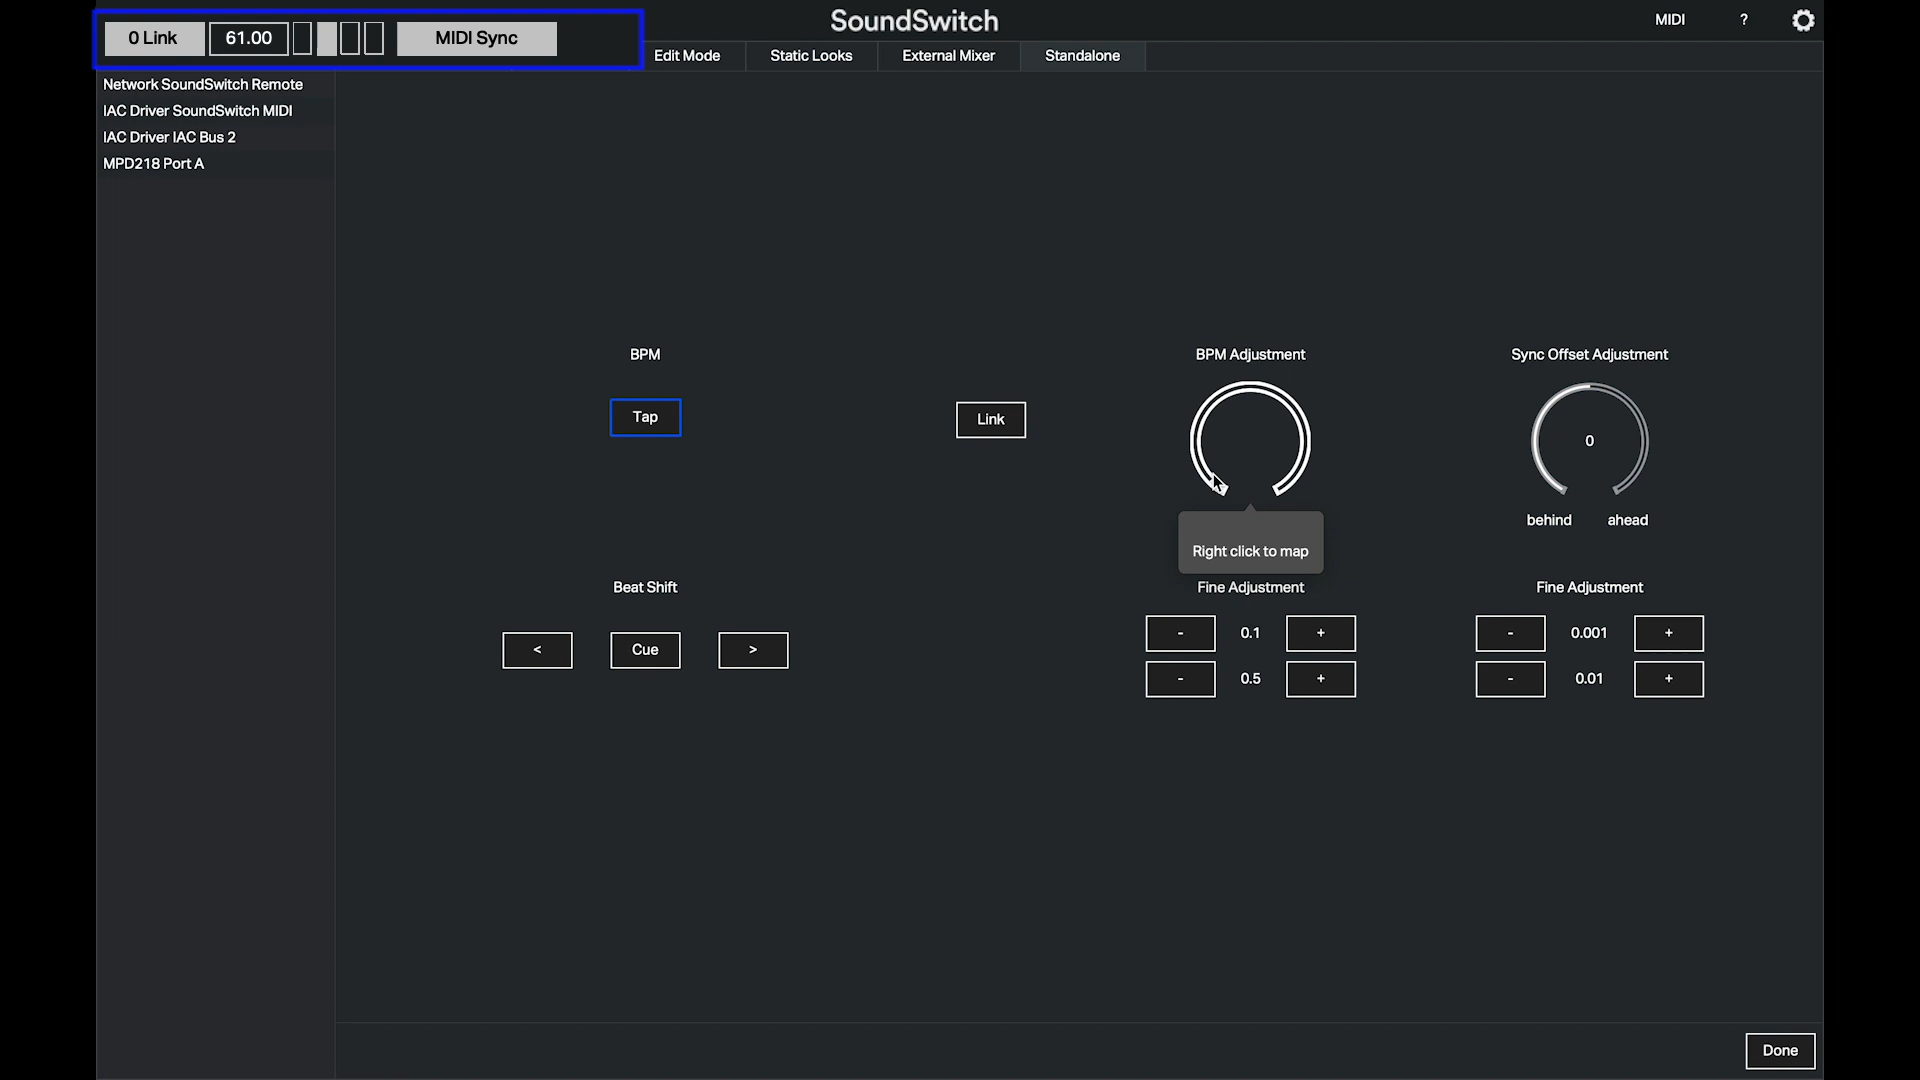 0 Link 61.00 MIDI Sync
SoundSwitch
MIDI ?
Edit Mode Static Looks External Mixer Standalone
Network SoundSwitch Remote
IAC Driver SoundSwitch MIDI
IAC Driver IAC Bus 2
MPD218 Port A
BPM BPM Adjustment Sync Offset Adjustment
Tap Link 0
behind ahead
Right click to map
Beat Shift Fine Adjustment Fine Adjustment
< Cue > - 0.1 + - 0.001 +
- 0.5 + - 0.01 +
Done